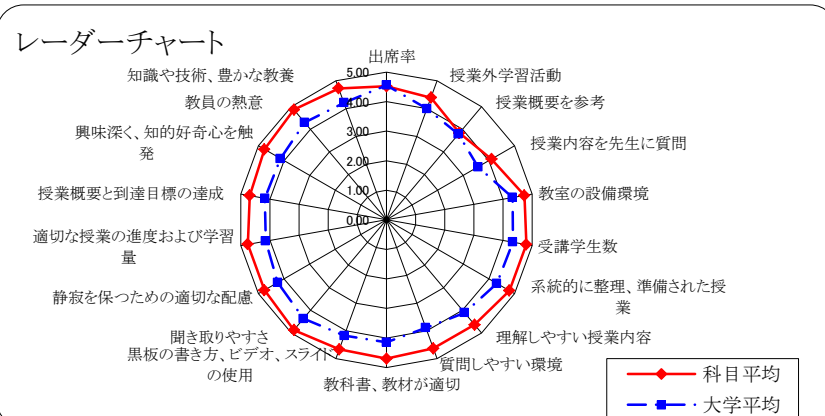 レーダーチャート
出席率
授業外学習活動
授業概要を参考
授業内容を先生に質問
教室の設備環境
受講学生数
系統的に整理、準備された授
業
理解しやすい授業内容
質問しやすい環境
教科書、教材が適切
黒板の書き方、ビデオ、スライド
の使用
聞き取りやすさ
静寂を保つための適切な配慮
適切な授業の進度および学習
量
授業概要と到達目標の達成
興味深く、知的好奇心を触
発
教員の熱意
知識や技術、豊かな教養
5.00
4.00
3.00
2.00
1.00
0.00
科目平均
大学平均